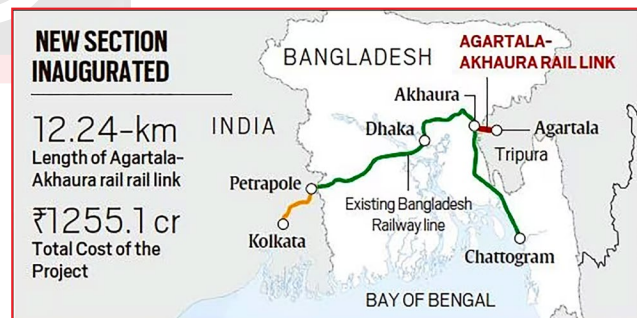 NEW SECTION
INAUGURATED
12.24-km
Length of Agartala-
Akhaura rail rail link
₹1255.1 cr
Total Cost of the
Project
BANGLADESH
AGARTALA-
AKHAURA RAIL LINK
Akhaura
INDIA
Dhaka
Agartala
Tripura
Petrapole
Existing Bangladesh
Railway line
Kolkata
Chattogram
BAY OF BENGAL